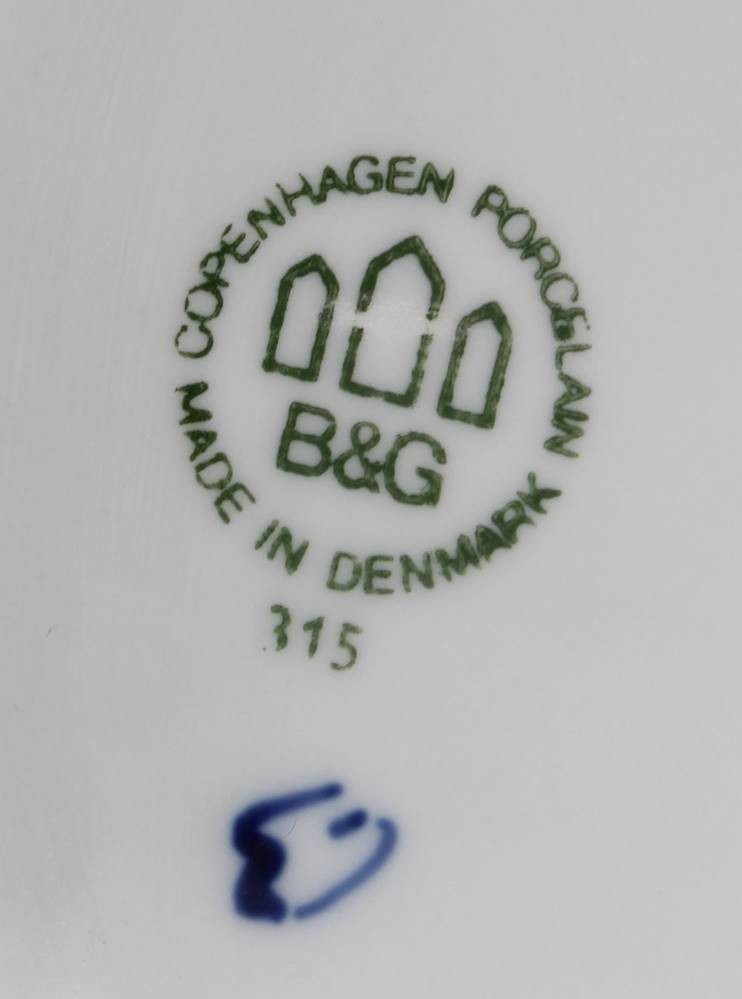 COPENHAGEN PORCELAIN
B&G
MADE IN DENMARK
315